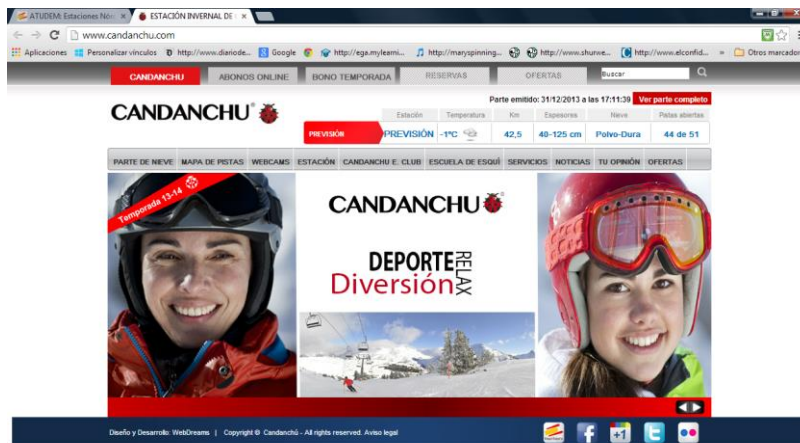 ATUDEM: Estaciones Nóv
ESTACIÓN INVERNAL DE
www.candanchu.com
Aplicaciones Personalizar vínculos http://www.diariode... Google http://ega.mylearni... http://maryspinning... http://www.shurwe... http://www.elconfid... » Otros marcador
CANDANCHU ABONOS ONLINE BONO TEMPORADA RESERVAS OFERTAS Buscar
Parte emitido: 31/12/2013 a las 17:11:39 Ver parte completo
CANDANCHU
Estación Temperatura Km Espesores Nieve Pistas abiertas
PREVISIÓN PREVISIÓN -1ºC 42,5 40-125 cm Polvo-Dura 44 de 51
PARTE DE NIEVE MAPA DE PISTAS WEBCAMS ESTACIÓN CANDANCHU E. CLUB ESCUELA DE ESQUÍ SERVICIOS NOTICIAS TU OPINIÓN OFERTAS
Temporada 13-14
CANDANCHU
DEPORTE RELAX
Diversión
Diseño y Desarrollo: WebDreams | Copyright © Candanchú - All rights reserved. Aviso legal
f +1 t